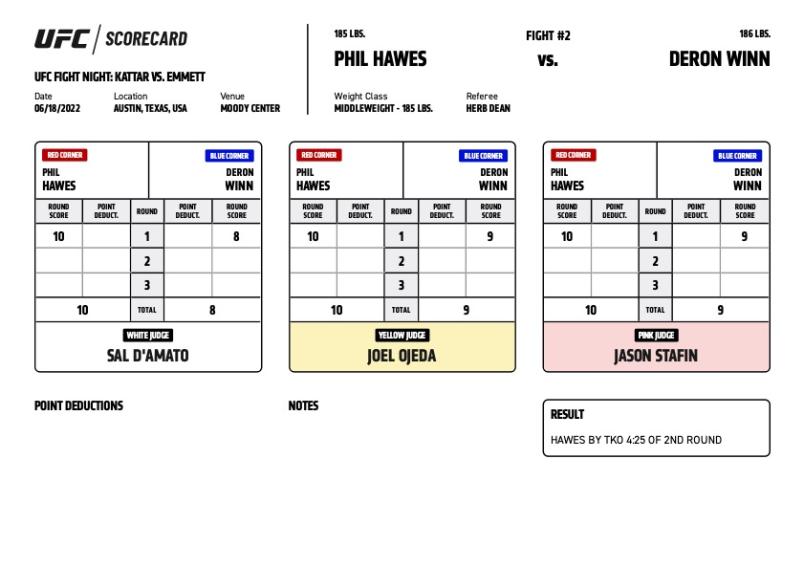 UFC / SCORECARD
UFC FIGHT NIGHT: KATTAR VS. EMMETT
Date Location Venue
06/18/2022 AUSTIN, TEXAS, USA MOODY CENTER
185 LBS. FIGHT #2 186 LBS.
PHIL HAWES VS. DERON WINN
Weight Class Referee
MIDDLEWEIGHT - 185 LBS. HERB DEAN
RED CORNER BLUE CORNER
PHIL DERON
HAWES WINN
ROUND SCORE POINT DEDUCT. ROUND POINT DEDUCT. ROUND SCORE
10 1 8
2
3
10 TOTAL 8
WHITE JUDGE
SAL D'AMATO
RED CORNER BLUE CORNER
PHIL DERON
HAWES WINN
ROUND SCORE POINT DEDUCT. ROUND POINT DEDUCT. ROUND SCORE
10 1 9
2
3
10 TOTAL 9
YELLOW JUDGE
JOEL OJEDA
RED CORNER BLUE CORNER
PHIL DERON
HAWES WINN
ROUND SCORE POINT DEDUCT. ROUND POINT DEDUCT. ROUND SCORE
10 1 9
2
3
10 TOTAL 9
PINK JUDGE
JASON STAFIN
POINT DEDUCTIONS
NOTES
RESULT
HAWES BY TKO 4:25 OF 2ND ROUND